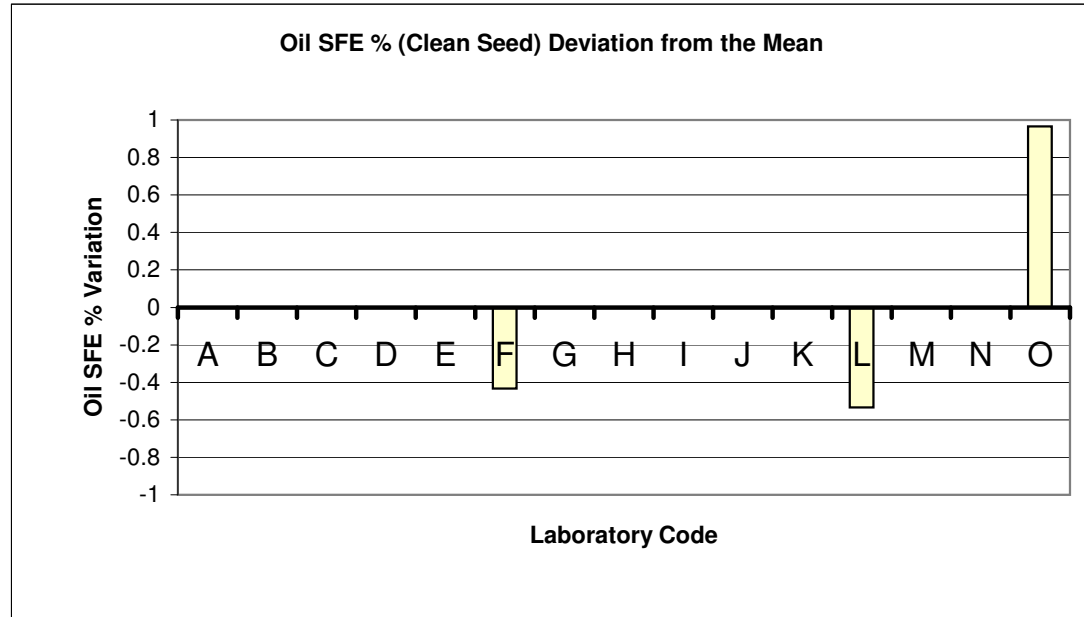 Oil SFE % (Clean Seed) Deviation from the Mean
1
0.8
0.6
0.4
0.2
0
-0.2
-0.4
-0.6
-0.8
-1
Oil SFE % Variation
A B C D E F G H I J K L M N O
Laboratory Code